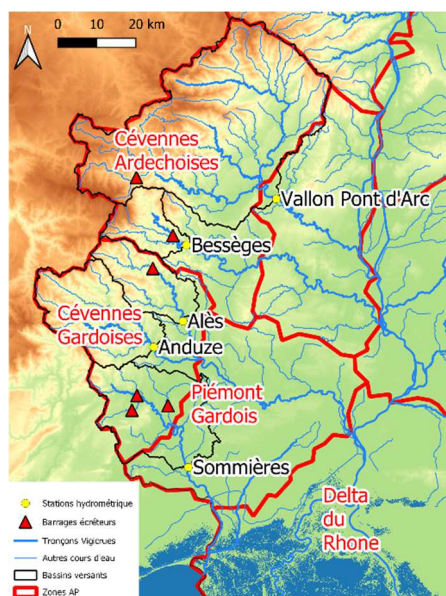 0 10 20 km
Cévennes
Ardechoises
Vallon Pont d'Arc
Bessèges
Cévennes
Gardoises
Alès
Anduze
Piémont
Gardois
Sommières
Delta
du
Rhone
Stations hydrométrique
Barrages écréteurs
Tronçons Vigicrues
Autres cours d'eau
Bassins versants
Zones AP